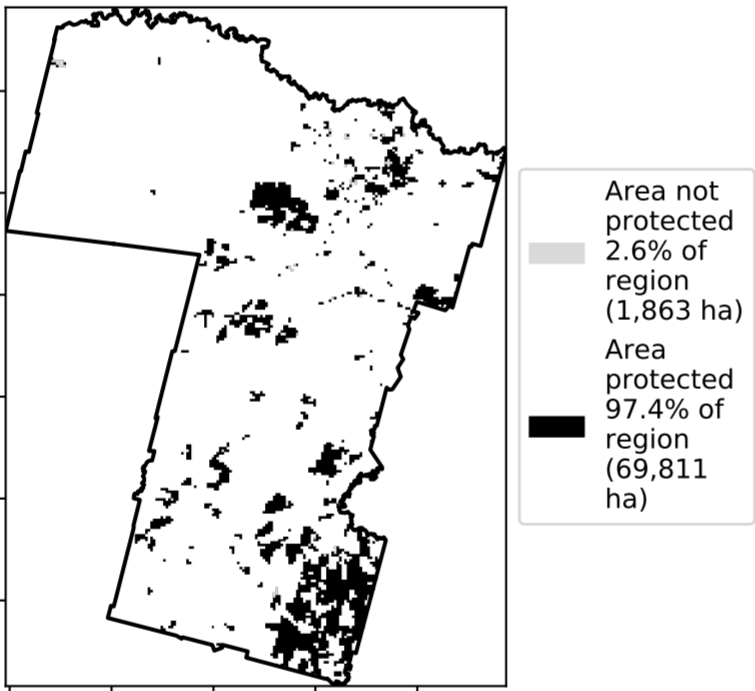 Area not
protected
2.6% of
region
(1,863 ha)
Area
protected
97.4% of
region
(69,811
ha)